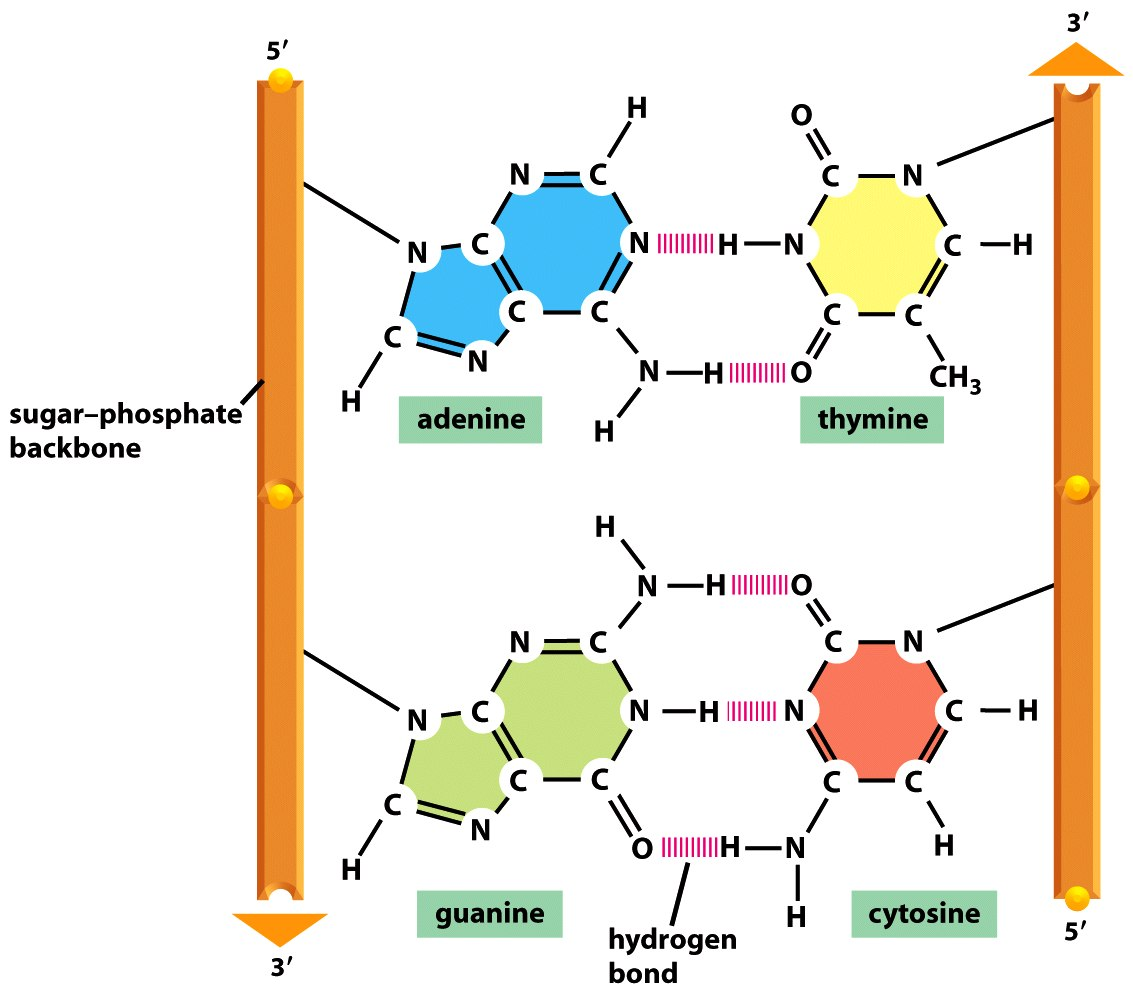 5′
3′
H
O
N C
C N
N C N H N C H
C C C C
C N
N H O CH3
H
H
adenine
thymine
sugar–phosphate
backbone
H
N H O
N C C N
N C N H N C H
C C C C
C N
O H N H
H
H
guanine
cytosine
hydrogen
bond
5′
3′